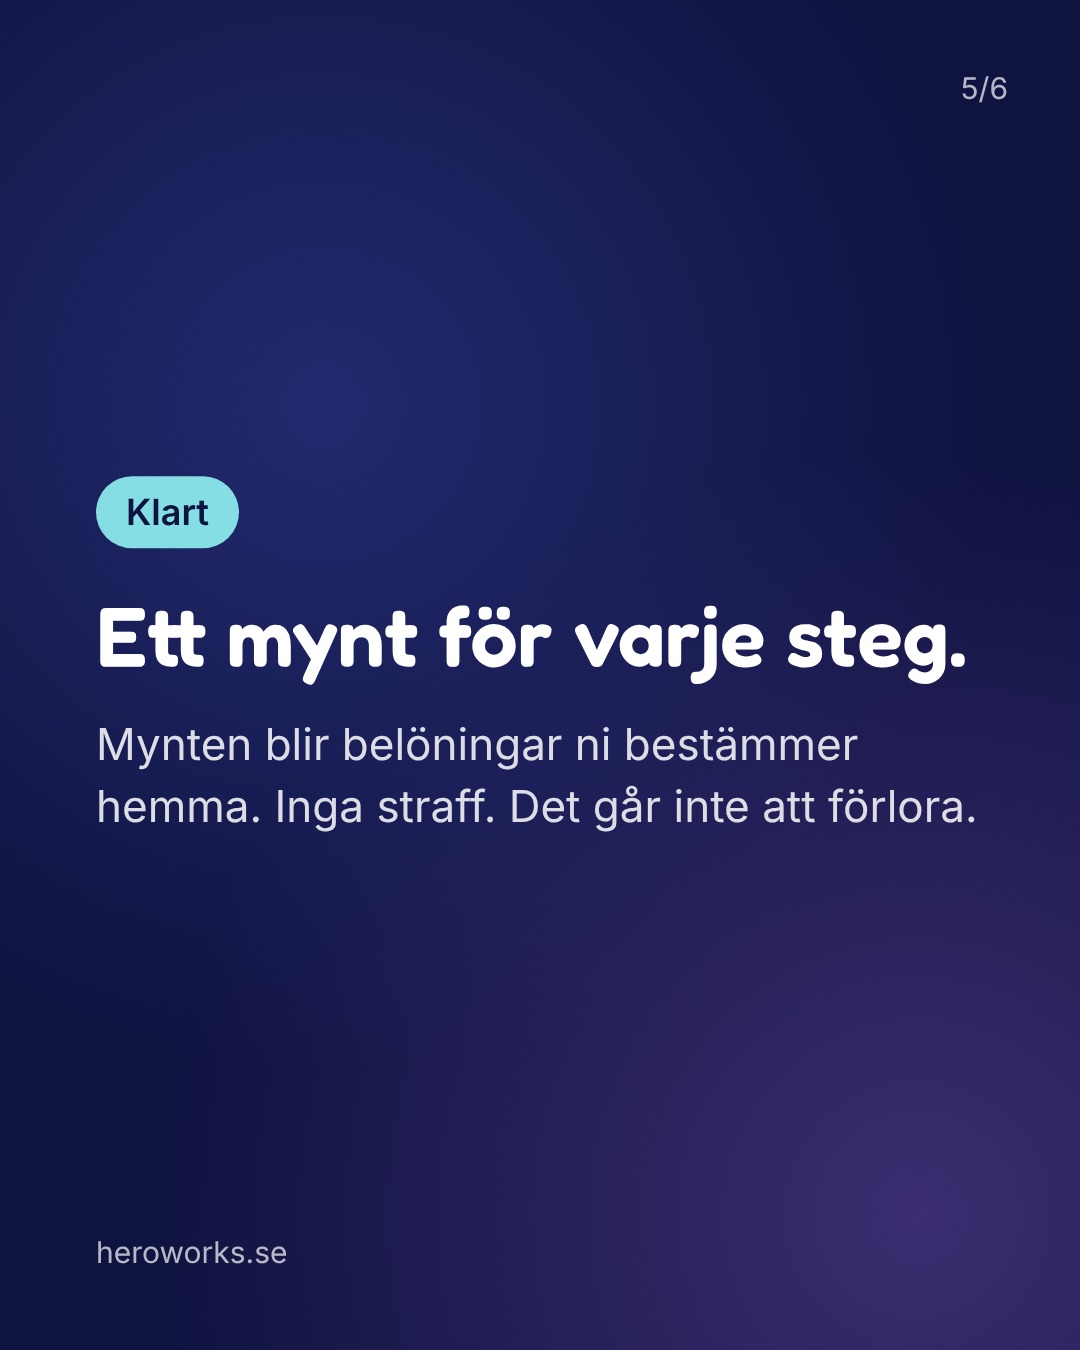 5/6
Klart
Ett mynt för varje steg.
Mynten blir belöningar ni bestämmer
hemma. Inga straff. Det går inte att förlora.
heroworks.se